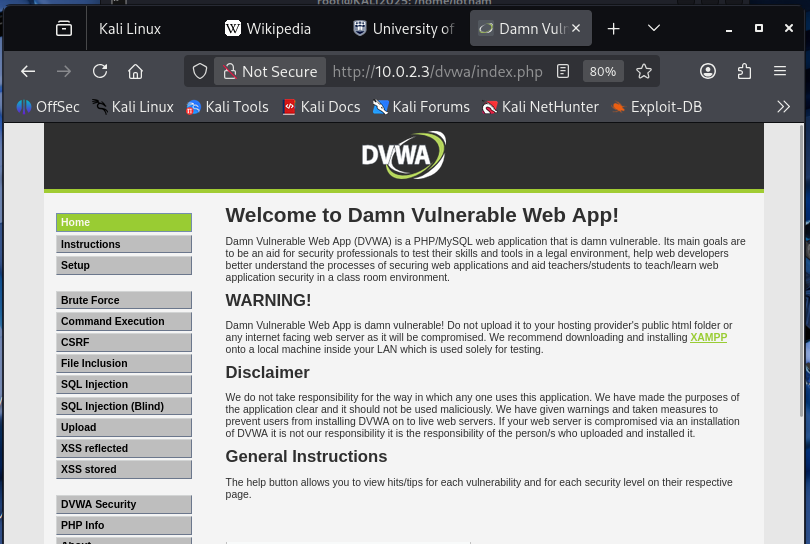 root@KALI2025: /home/jotham
Kali Linux
Wikipedia
University of
Damn Vuln
Not Secure
http://10.0.2.3/dvwa/index.php
80%
OffSec
Kali Linux
Kali Tools
Kali Docs
Kali Forums
Kali NetHunter
Exploit-DB
DVWA
Home
Instructions
Setup
Brute Force
Command Execution
CSRF
File Inclusion
SQL Injection
SQL Injection (Blind)
Upload
XSS reflected
XSS stored
DVWA Security
PHP Info
About
Welcome to Damn Vulnerable Web App!
Damn Vulnerable Web App (DVWA) is a PHP/MySQL web application that is damn vulnerable. Its main goals are
to be an aid for security professionals to test their skills and tools in a legal environment, help web developers
better understand the processes of securing web applications and aid teachers/students to teach/learn web
application security in a class room environment.
WARNING!
Damn Vulnerable Web App is damn vulnerable! Do not upload it to your hosting provider's public html folder or
any internet facing web server as it will be compromised. We recommend downloading and installing XAMPP
onto a local machine inside your LAN which is used solely for testing.
Disclaimer
We do not take responsibility for the way in which any one uses this application. We have made the purposes of
the application clear and it should not be used maliciously. We have given warnings and taken measures to
prevent users from installing DVWA on to live web servers. If your web server is compromised via an installation
of DVWA it is not our responsibility it is the responsibility of the person/s who uploaded and installed it.
General Instructions
The help button allows you to view hits/tips for each vulnerability and for each security level on their respective
page.